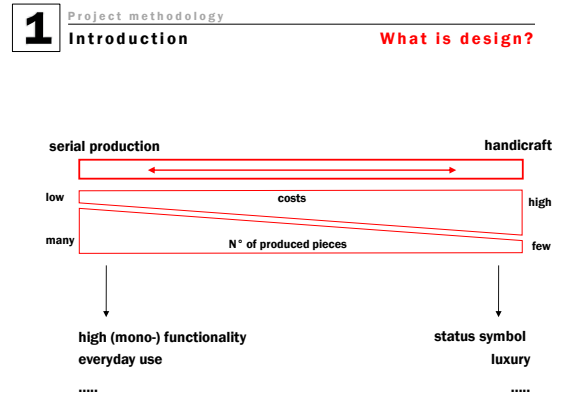 1
Project methodology
Introduction What is design?
serial production handicraft
low costs high
many N° of produced pieces few
high (mono-) functionality status symbol
everyday use luxury
..... .....